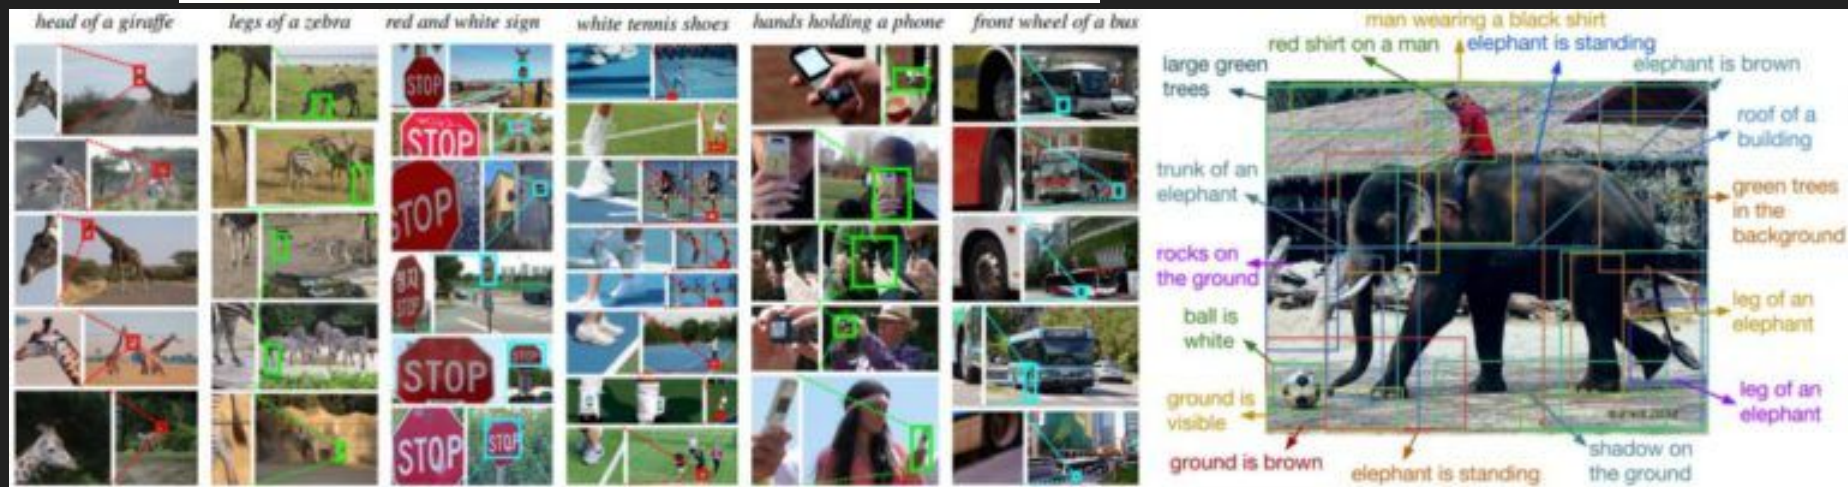 head of a giraffe
legs of a zebra
red and white sign
white tennis shoes
hands holding a phone
front wheel of a bus
STOP
STOP
STOP
STOP
STOP
STOP
STOP
man wearing a black shirt
red shirt on a man
elephant is standing
elephant is brown
large green
trees
roof of a
building
trunk of an
elephant
green trees
in the
background
rocks on
the ground
leg of an
elephant
ball is
white
leg of an
elephant
ground is
visible
shadow on
the ground
ground is brown
elephant is standing